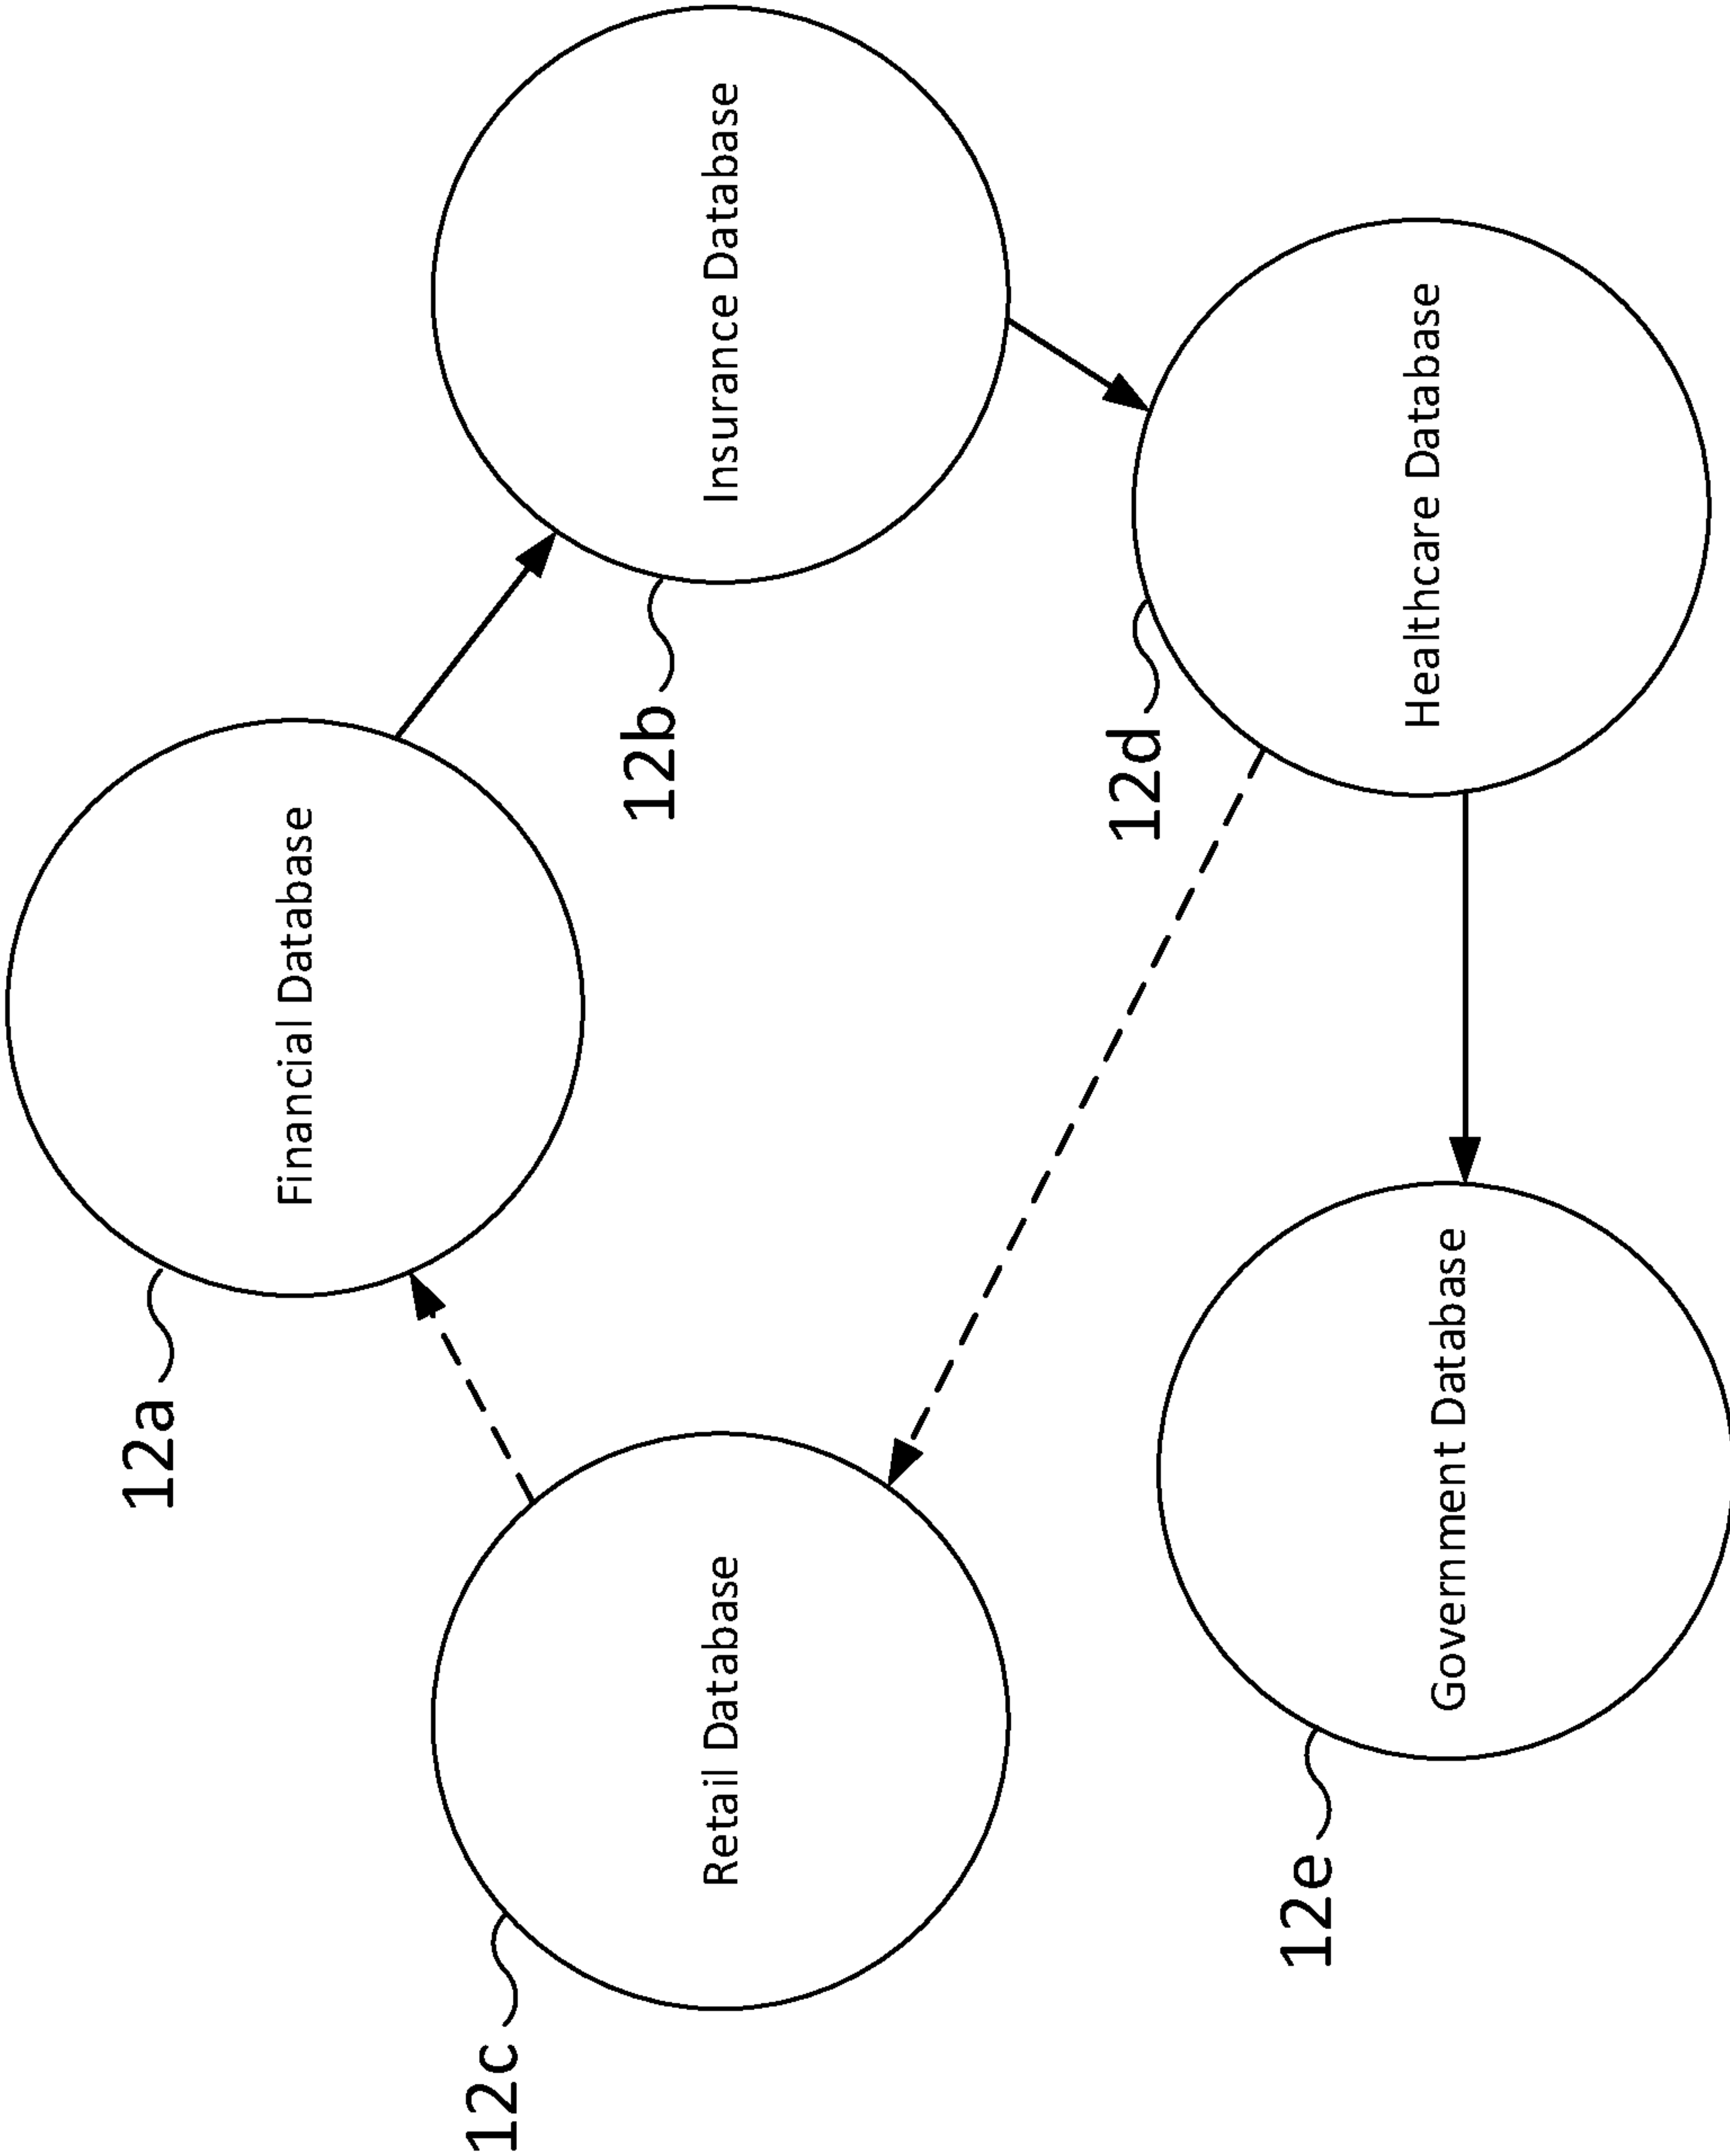 12a
Financial Database
12c
Retail Database
12b
Insurance Database
12e
Government Database
12d
Healthcare Database